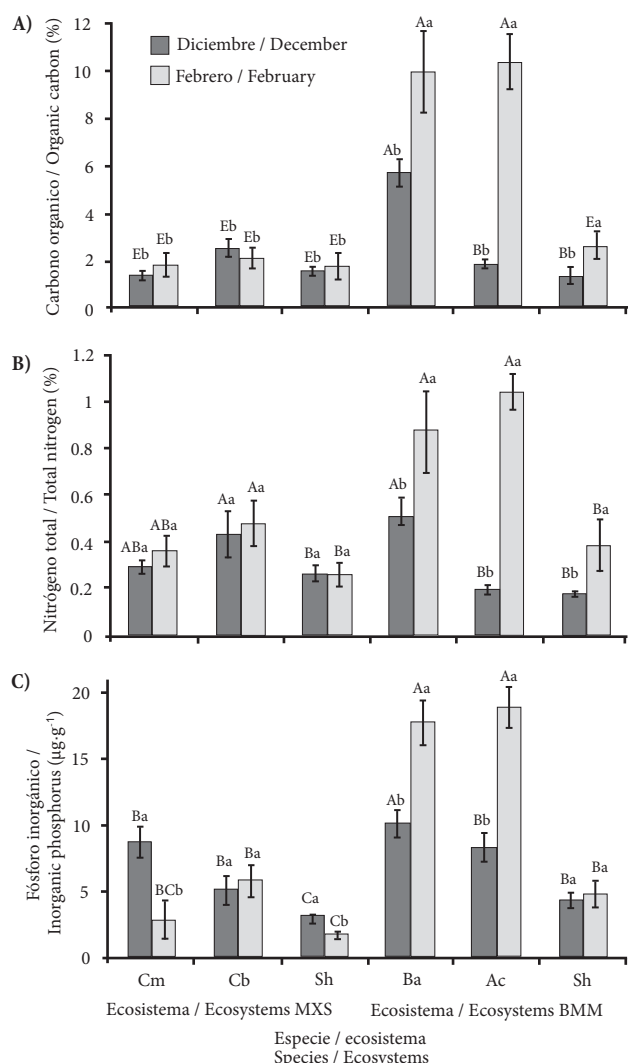 A)
Carbono organico / Organic carbon (%)
12
10
8
6
4
2
0
Diciembre / December
Febrero / February
Eb Eb Eb Eb Eb Eb Ab Aa Bb Aa Bb Ea
B)
Nitrógeno total / Total nitrogen (%)
1.2
1
0.8
0.6
0.4
0.2
0
ABa ABa Aa Aa Ba Ba Ab Aa Bb Aa Bb Ba
C)
Fósforo inorgánico /
Inorganic phosphorus (µg·g-1)
20
15
10
5
0
Ba BCb Ba Ba Ca Cb Ab Aa Bb Aa Ba Ba
Cm Cb Sh Ba Ac Sh
Ecosistema / Ecosystems MXS Ecosistema / Ecosystems BMM
Especie / ecosistema
Species / Ecosystems